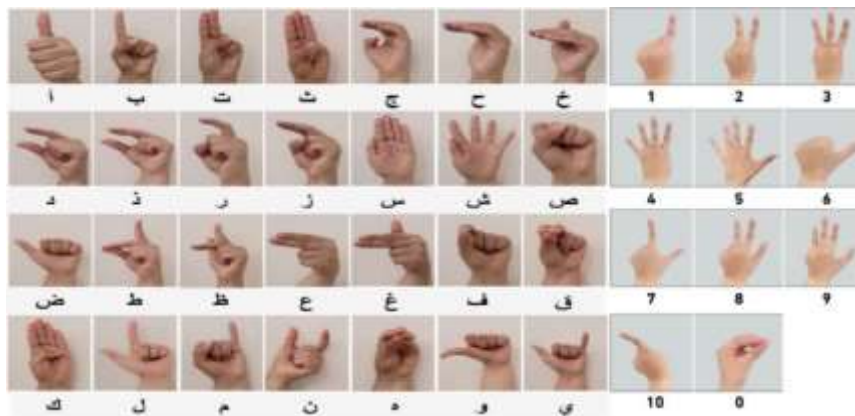 أ ب ت ث ج ح خ
1 2 3
د ذ ر ز س ش ص
4 5 6
ض ط ظ ع غ ف ق
7 8 9
ك ل م ن ه و ي
10 0